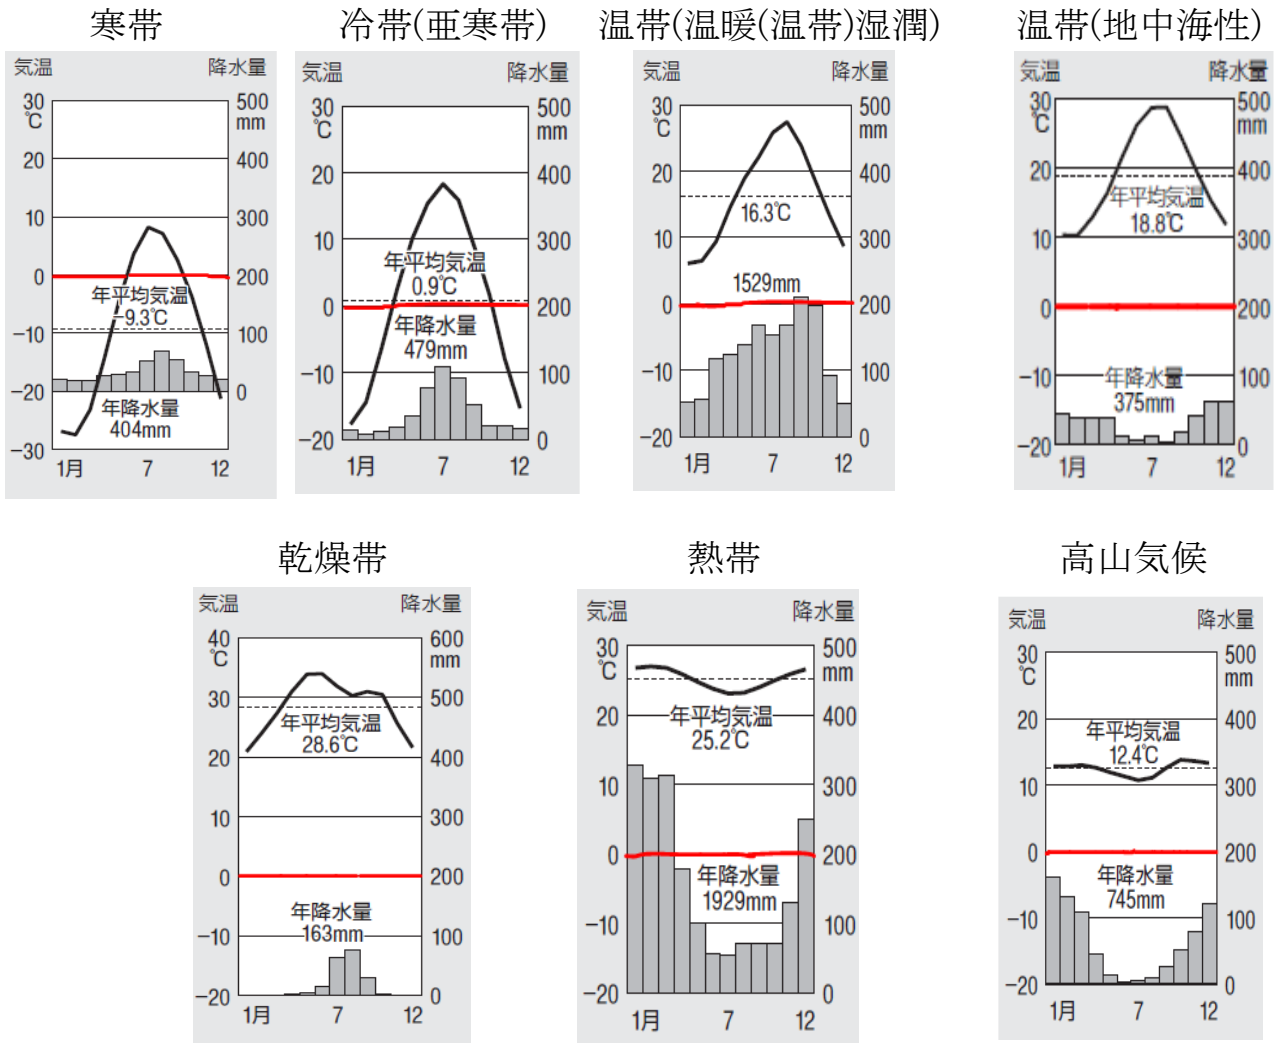 寒帯
冷帯(亜寒帯)
温帯(温暖(温帯)湿潤)
温帯(地中海性)
気温 降水量
30 500
℃ mm
20 400
10 300
0 200
年平均気温
-9.3℃
-10 100
-20 0
年降水量
404mm
-30
1月 7 12
気温 降水量
30 500
℃ mm
20 400
10 300
年平均気温
0.9℃
0 200
年降水量
479mm
-10 100
-20 0
1月 7 12
気温 降水量
30 500
℃ mm
20 400
16.3℃
10 300
1529mm
0 200
-10 100
-20 0
1月 7 12
気温 降水量
30 500
℃ mm
20 400
年平均気温
18.8℃
10 300
0 200
-10 100
年降水量
375mm
-20 0
1月 7 12
乾燥帯
熱帯
高山気候
気温 降水量
40 600
℃ mm
30 500
年平均気温
28.6℃
20 400
10 300
0 200
年降水量
163mm
-10 100
-20 0
1月 7 12
気温 降水量
30 500
℃ mm
20 400
年平均気温
25.2℃
10 300
0 200
年降水量
1929mm
-10 100
-20 0
1月 7 12
気温 降水量
30 500
℃ mm
20 400
年平均気温
12.4℃
10 300
0 200
年降水量
745mm
-10 100
-20 0
1月 7 12